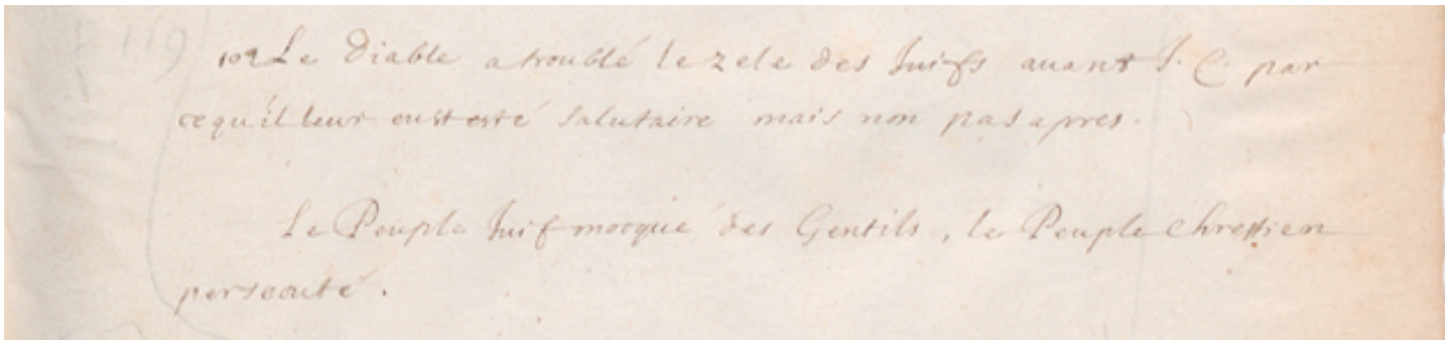 119
102 Le Diable a troublé le zele des Juifs auant J. C. par
ce qu'il leur eust esté salutaire mais non pas apres.
Le Peuple Juif mocqué des Gentils, le Peuple Chrestien
persecuté.